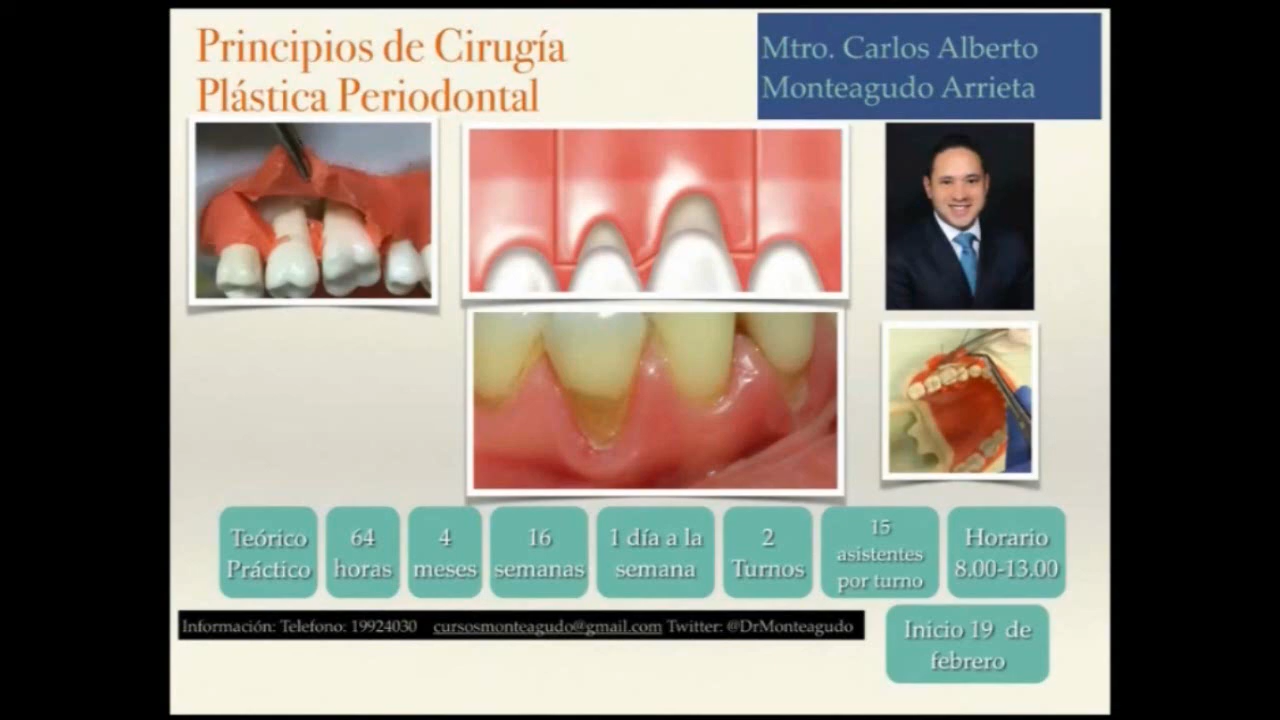 Principios de Cirugía
Plástica Periodontal
Mtro. Carlos Alberto
Monteagudo Arrieta
Teórico
Práctico
64
horas
4
meses
16
semanas
1 día a la
semana
2
Turnos
15
asistentes
por turno
Horario
8.00-13.00
Información: Telefono: 19924030 cursosmonteagudo@gmail.com Twitter: @DrMonteagudo
Inicio 19 de
febrero